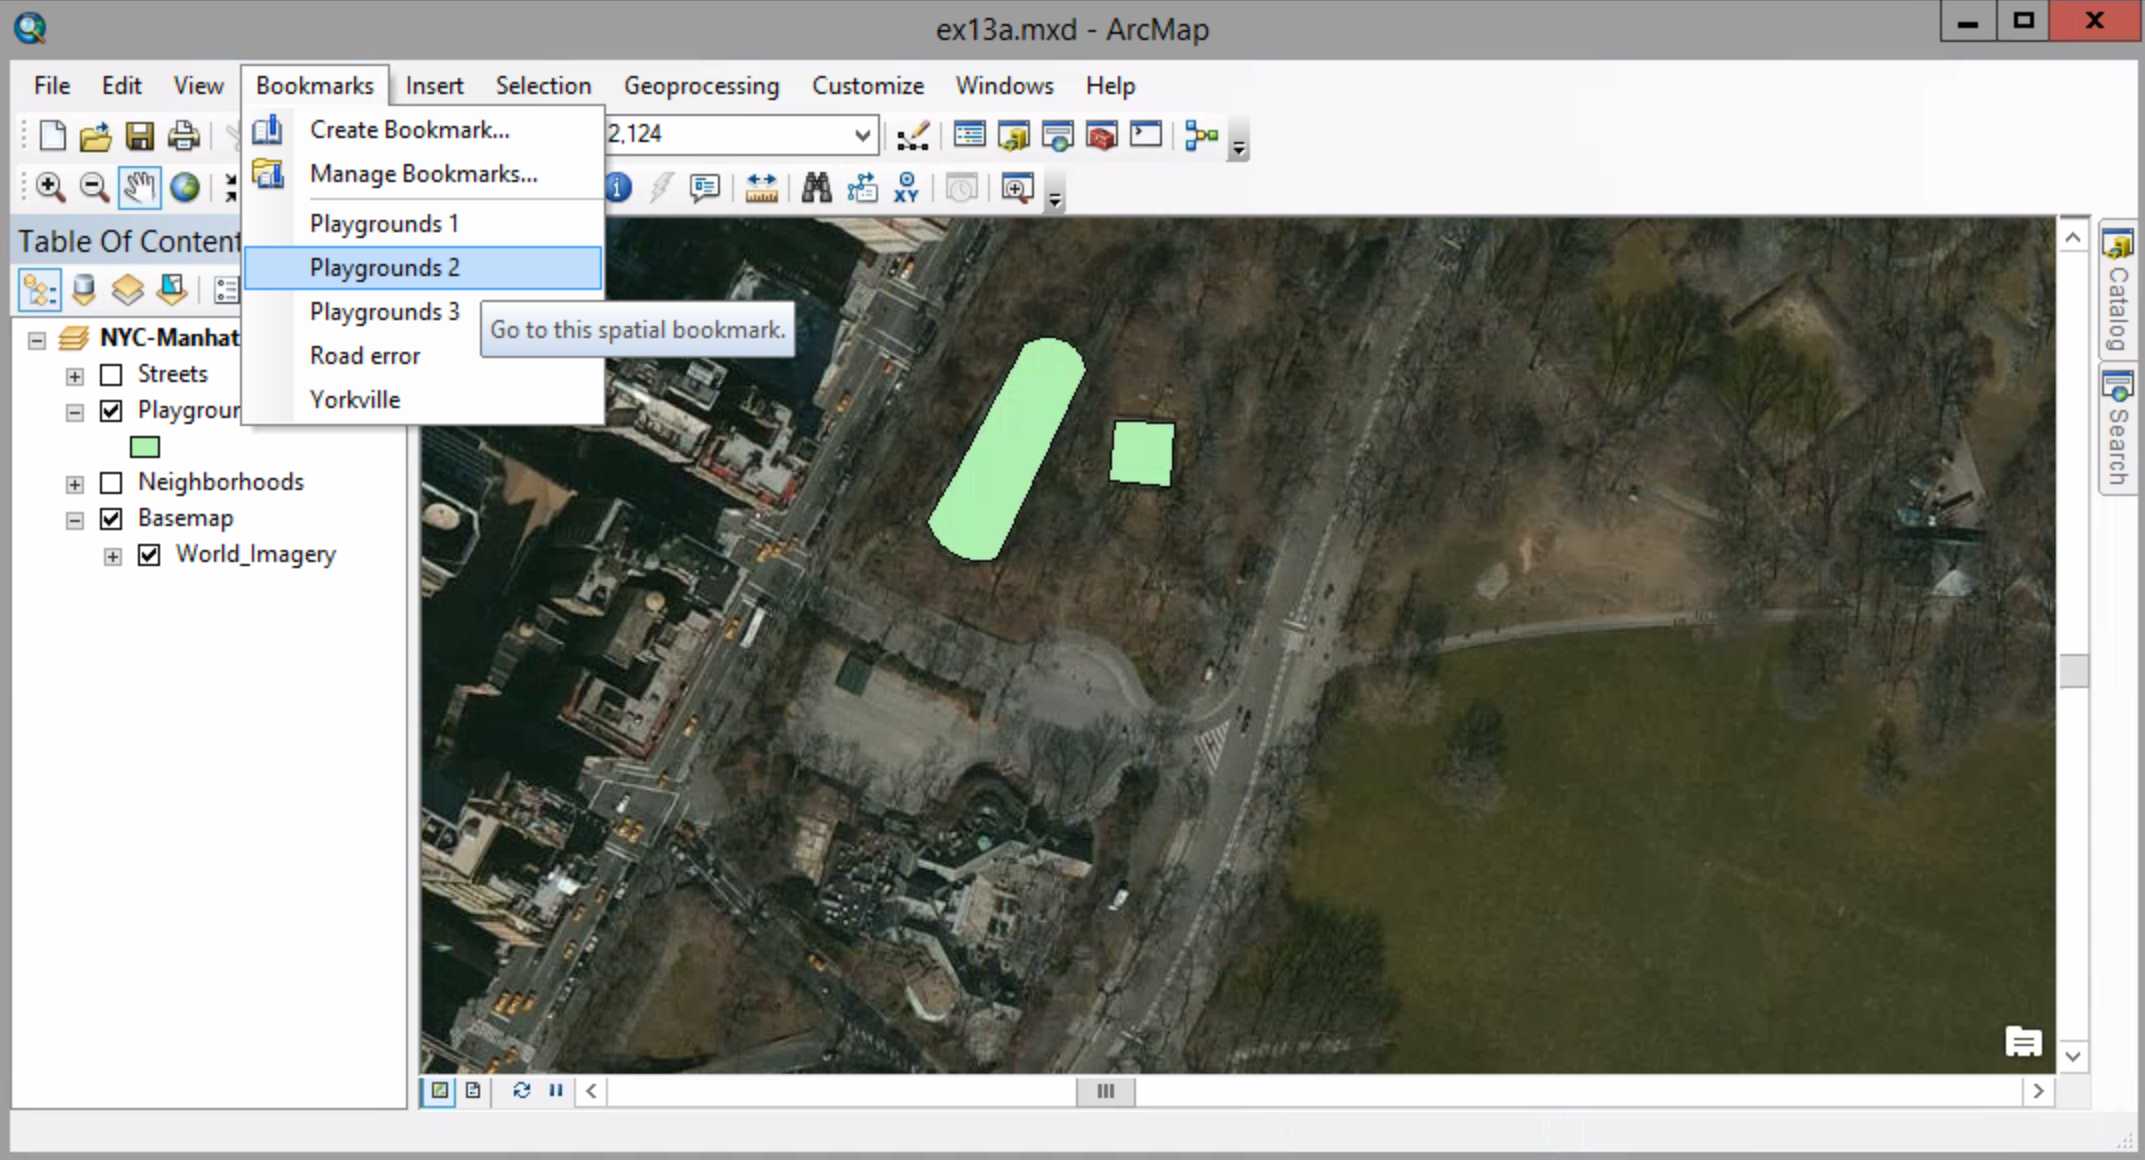 ex13a.mxd - ArcMap
File Edit View Bookmarks Insert Selection Geoprocessing Customize Windows Help
Create Bookmark...
2,124
Manage Bookmarks...
XY
Playgrounds 1
Table Of Content
Playgrounds 2
Playgrounds 3
Go to this spatial bookmark.
NYC-Manhat
Road error
Streets
Yorkville
Playgrour
Neighborhoods
Basemap
World_Imagery
Catalog
Search